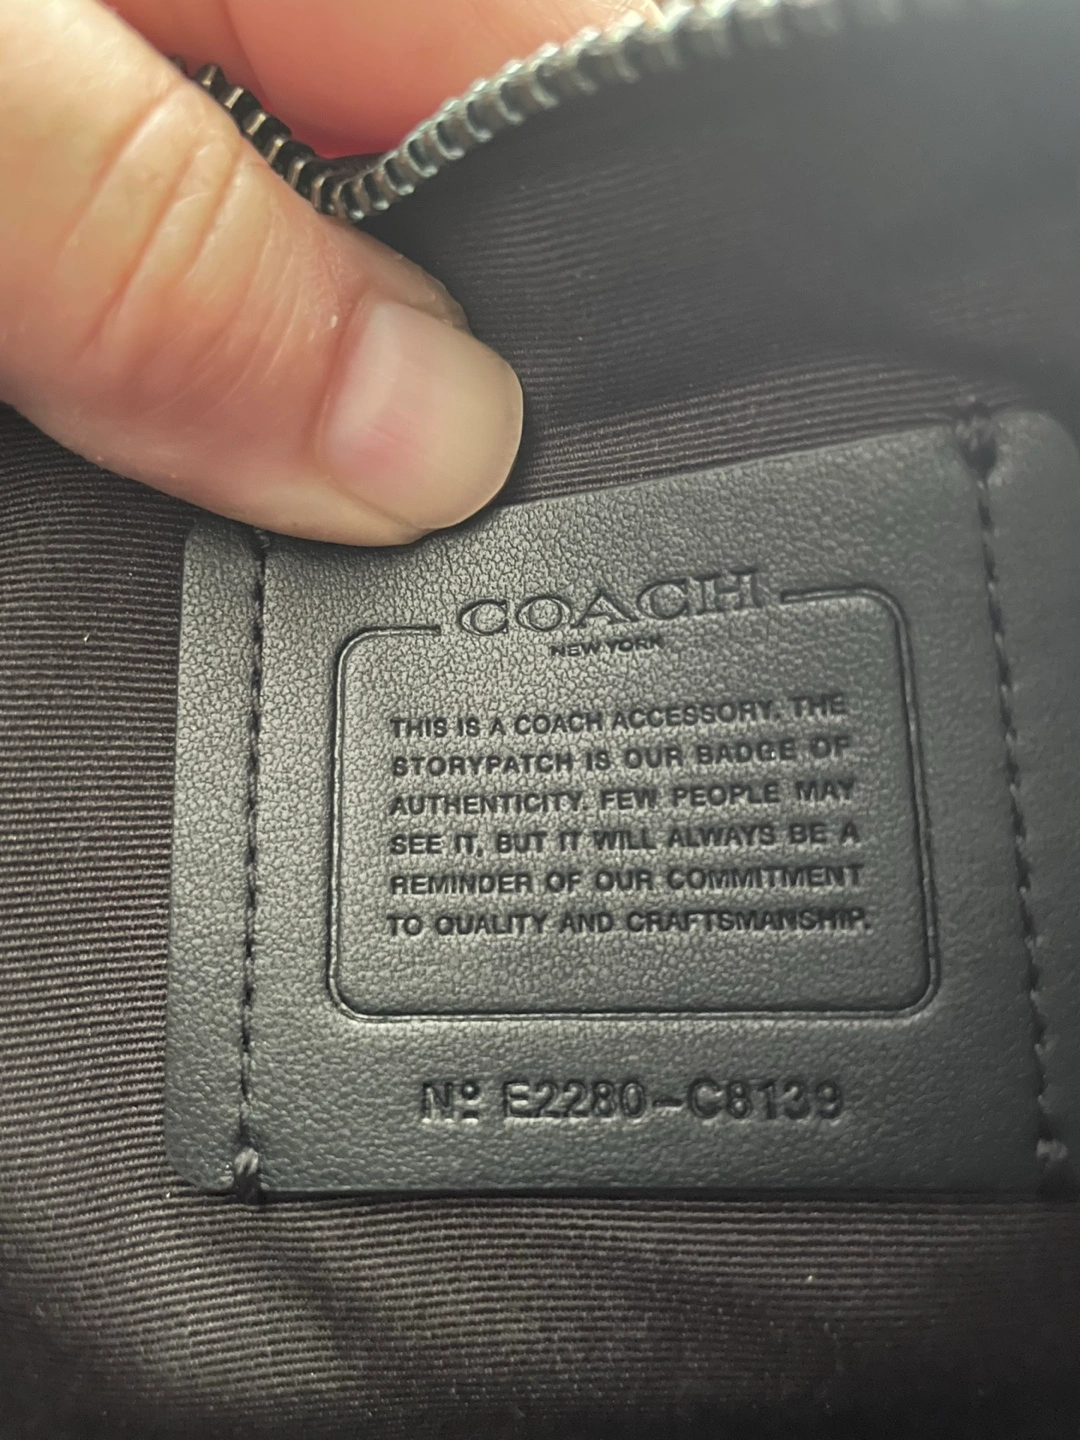 COACH
NEW YORK
THIS IS A COACH ACCESSORY. THE
STORYPATCH IS OUR BADGE OF
AUTHENTICITY. FEW PEOPLE MAY
SEE IT, BUT IT WILL ALWAYS BE A
REMINDER OF OUR COMMITMENT
TO QUALITY AND CRAFTSMANSHIP.
Nº E2280-C8139